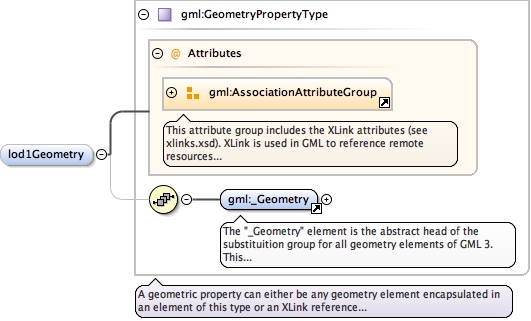 gml:GeometryPropertyType
@ Attributes
gml:AssociationAttributeGroup
This attribute group includes the XLink attributes (see
xlinks.xsd). XLink is used in GML to reference remote
resources...
lod1Geometry
gml:_Geometry
The "_Geometry" element is the abstract head of the
substituition group for all geometry elements of GML 3.
This...
A geometric property can either be any geometry element encapsulated in
an element of this type or an XLink reference...